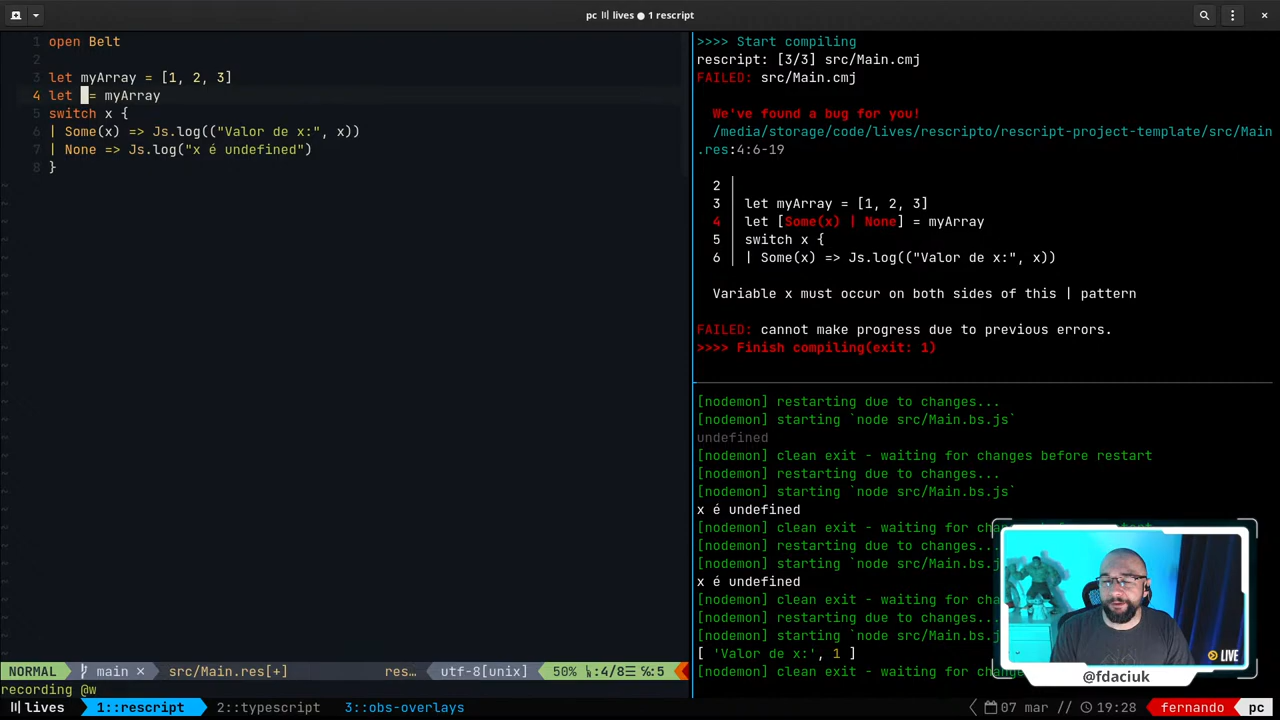 pc lives ● 1 rescript
1 open Belt
2
3 let myArray = [1, 2, 3]
4 let = myArray
5 switch x {
6 | Some(x) => Js.log(("Valor de x:", x))
7 | None => Js.log("x é undefined")
8 }
~
NORMAL main src/Main.res[+] res… utf-8[unix] 50% :4/8 :5
recording @w
>>>> Start compiling
rescript: [3/3] src/Main.cmj
FAILED: src/Main.cmj
We've found a bug for you!
/media/storage/code/lives/rescripto/rescript-project-template/src/Main
.res:4:6-19
2 │
3 │ let myArray = [1, 2, 3]
4 │ let [Some(x) | None] = myArray
5 │ switch x {
6 │ | Some(x) => Js.log(("Valor de x:", x))
Variable x must occur on both sides of this | pattern
FAILED: cannot make progress due to previous errors.
>>>> Finish compiling(exit: 1)
[nodemon] restarting due to changes...
[nodemon] starting `node src/Main.bs.js`
undefined
[nodemon] clean exit - waiting for changes before restart
[nodemon] restarting due to changes...
[nodemon] starting `node src/Main.bs.js`
x é undefined
[nodemon] clean exit - waiting for
[nodemon] restarting due to changes...
[nodemon] starting `node src/Main.bs.j
x é undefined
[nodemon] clean exit - waiting for
[nodemon] restarting due to changes
[nodemon] starting `node src/Main.bs.j
[ 'Valor de x:', 1 ]
[nodemon] clean exit - waiting for
LIVE
@fdaciuk
lives 1::rescript 2::typescript 3::obs-overlays 07 mar // 19:28 fernando pc